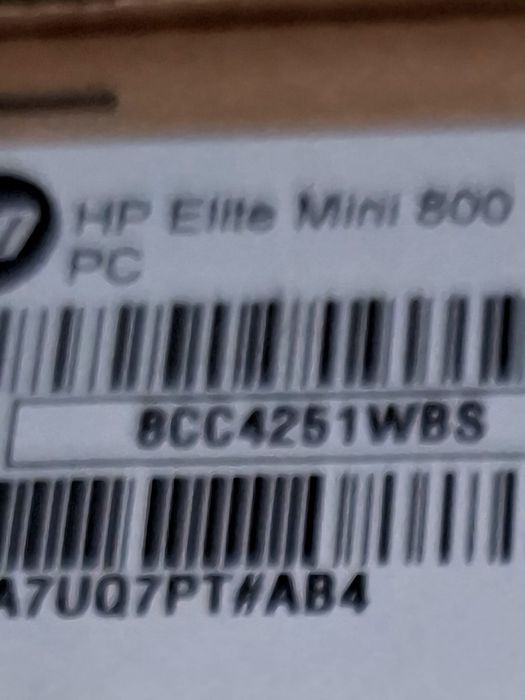 HP Elite Mini 800
PC
8CC4251WBS
A7UQ7PT#AB4